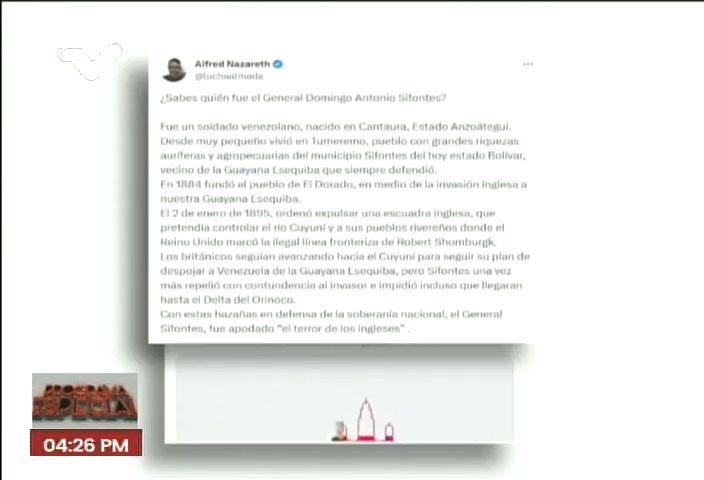 Alfred Nazareth
@luchaalmada
¿Sabes quién fue el General Domingo Antonio Sifontes?
Fue un soldado venezolano, nacido en Cantaura, Estado Anzoátegui.
Desde muy pequeño vivió en Tumeremo, pueblo con grandes riquezas
auríferas y agropecuarias del municipio Sifontes del hoy estado Bolívar,
vecino de la Guayana Esequiba que siempre defendió.
En 1884 fundó el pueblo de El Dorado, en medio de la invasión inglesa a
nuestra Guayana Esequiba.
El 2 de enero de 1895, ordenó expulsar una escuadra inglesa, que
pretendía controlar el río Cuyuní y a sus pueblos rivereños donde el
Reino Unido marcó la ilegal línea fronteriza de Robert Shomburgk.
Los británicos seguían avanzando hacia el Cuyuní para seguir su plan de
despojar a Venezuela de la Guayana Esequiba, pero Sifontes una vez
más repelió con contundencia al invasor e impidió incluso que llegaran
hasta el Delta del Orinoco.
Con estas hazañas en defensa de la soberanía nacional, el General
Sifontes, fue apodado "el terror de los ingleses" .
PROGRAMA
ESPECIAL
04:26 PM